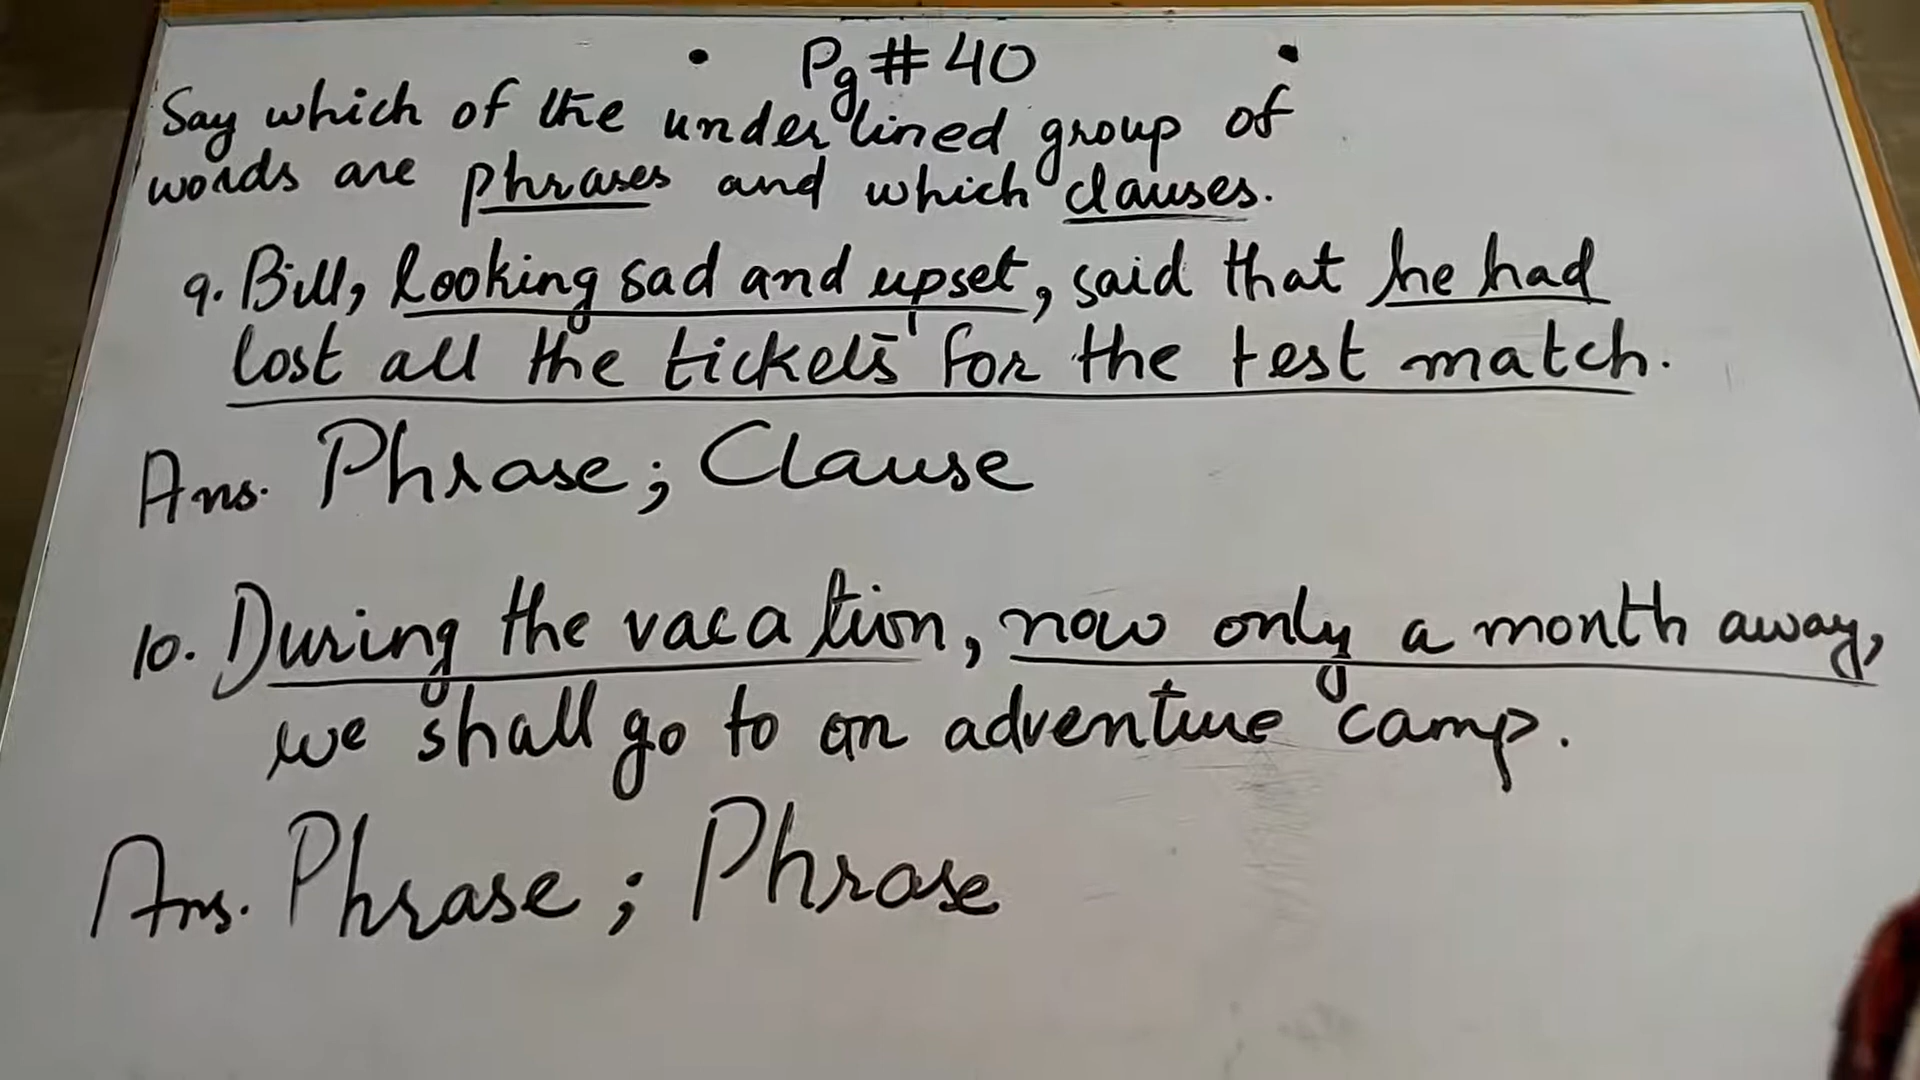 Pg # 40
Say which of the underlined group of
words are phrases and which clauses.
9. Bill, looking sad and upset, said that he had
lost all the tickets for the test match.
Ans. Phrase; Clause
10. During the vacation, now only a month away,
we shall go to an adventure camp.
Ans. Phrase; Phrase